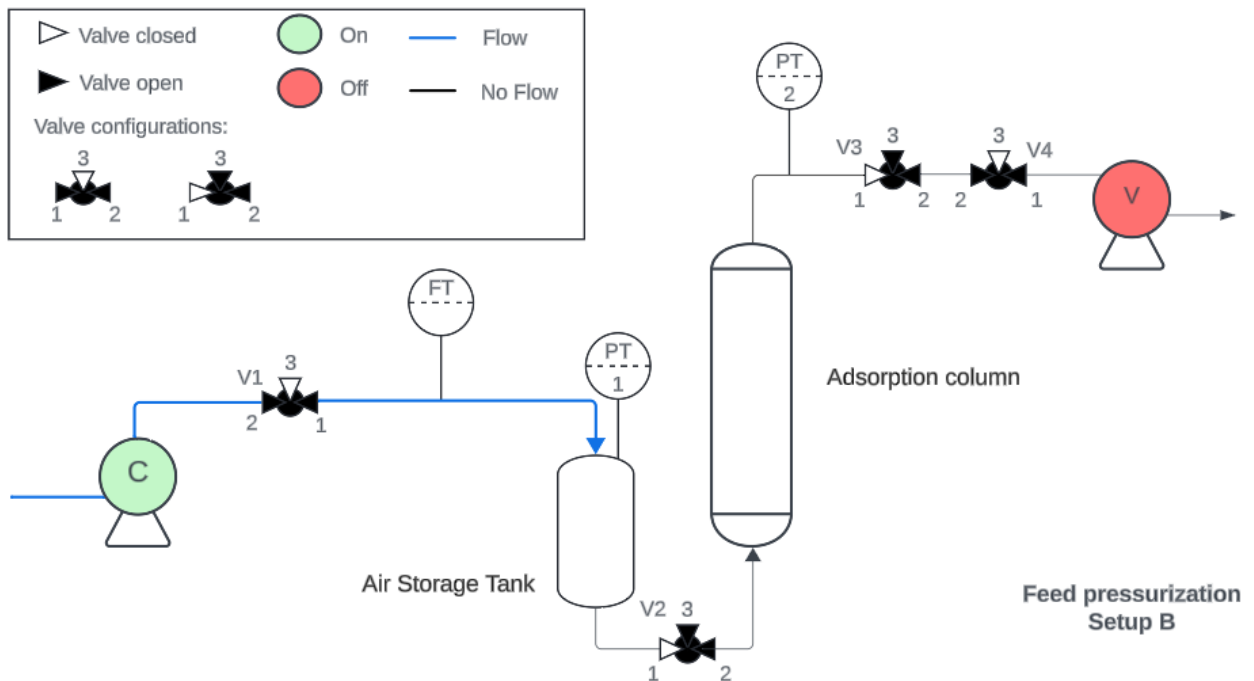 Valve closed
On
Flow
Valve open
Off
No Flow
Valve configurations:
3
1
2
3
1
2
PT
2
V3
3
1
2
3
V4
2
1
V
FT
PT
1
V1
3
2
1
C
Adsorption column
Air Storage Tank
V2
3
1
2
Feed pressurization
Setup B